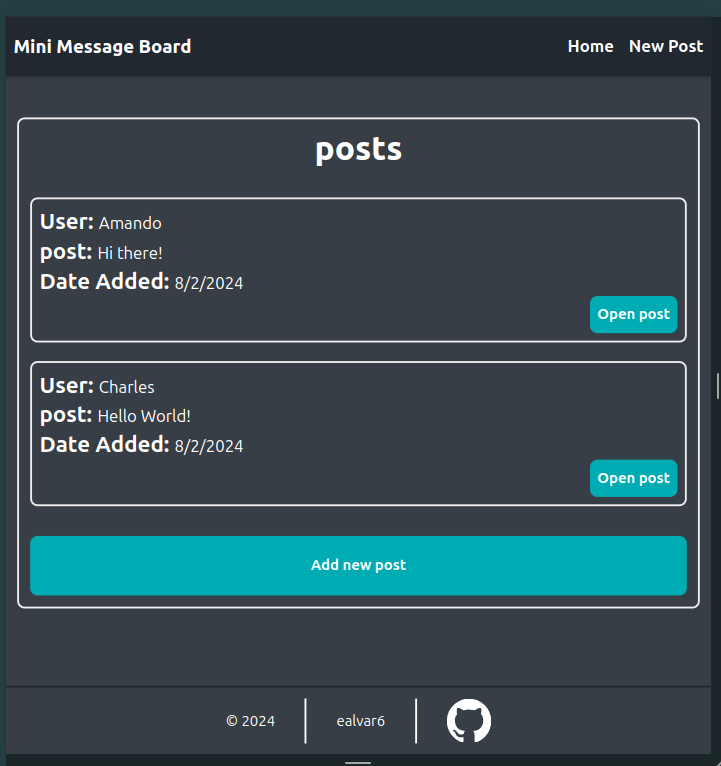 Mini Message Board
Home New Post
posts
User: Amando
post: Hi there!
Date Added: 8/2/2024
Open post
User: Charles
post: Hello World!
Date Added: 8/2/2024
Open post
Add new post
© 2024
ealvar6